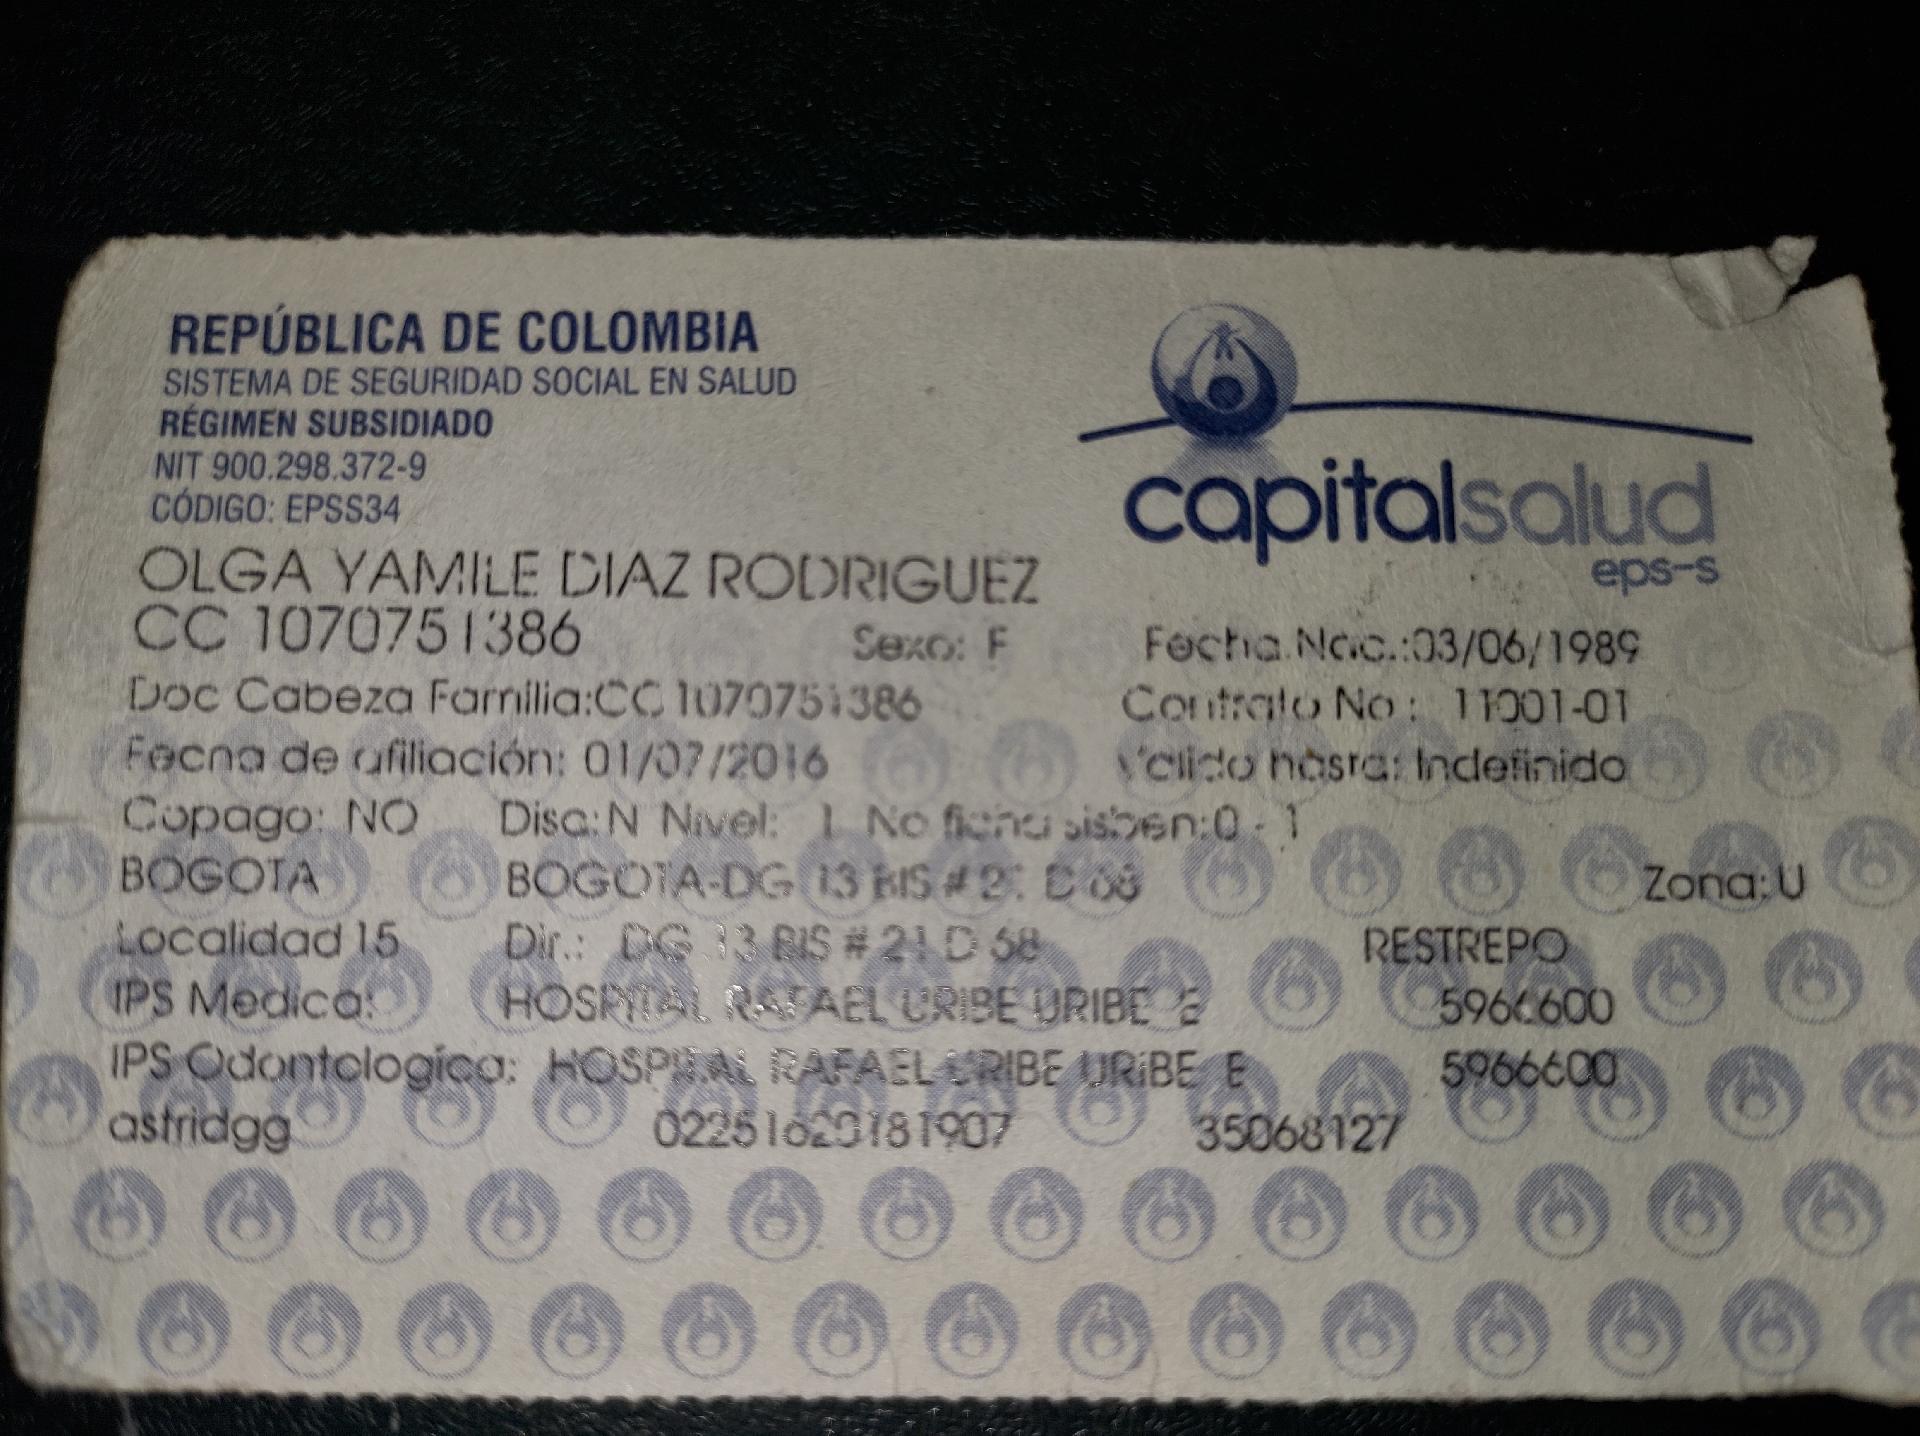 REPÚBLICA DE COLOMBIA
SISTEMA DE SEGURIDAD SOCIAL EN SALUD
RÉGIMEN SUBSIDIADO
NIT 900.298.372-9
CÓDIGO: EPSS34
capitalsalud
eps-s
OLGA YAMILE DIAZ RODRIGUEZ
CC 1070751386 Sexo: F Fecha.Nac.:03/06/1989
Doc Cabeza Familia:CC 1070751386 Contrato No : 11001-01
Fecha de afiliación: 01/07/2016 Valido hasta: Indefinido
Copago: NO Disc:N Nivel: 1 No ficha sisben:0 - 1
BOGOTA BOGOTA-DG 13 BIS # D 68 Zona: U
Localidad 15 Dir.: DG 13 BIS # 21 D 68 RESTREPO
IPS Medica: HOSPITAL RAFAEL URIBE URIBE E 5966600
IPS Odontologica: HOSPITAL RAFAEL URIBE URIBE E 5966600
astridgg 02251620181907 35068127